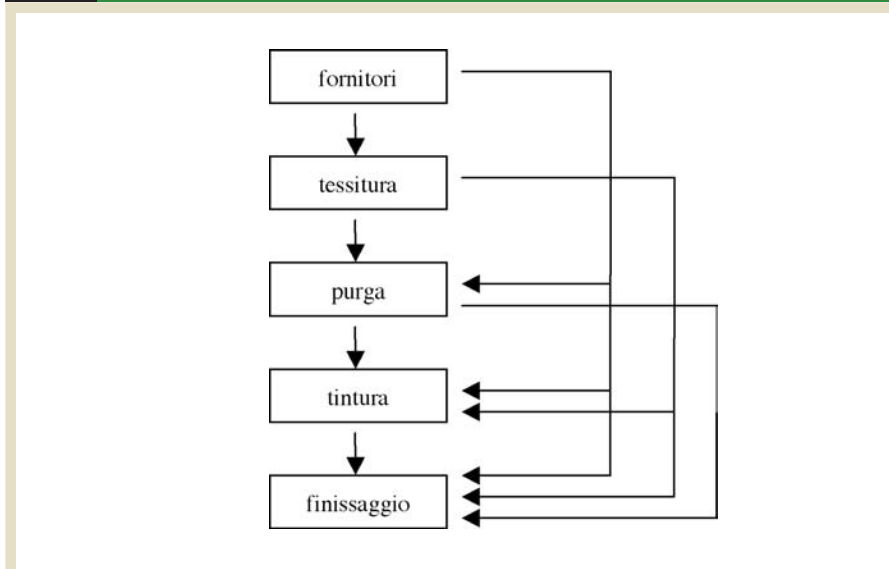 fornitori
tessitura
purga
tintura
finissaggio